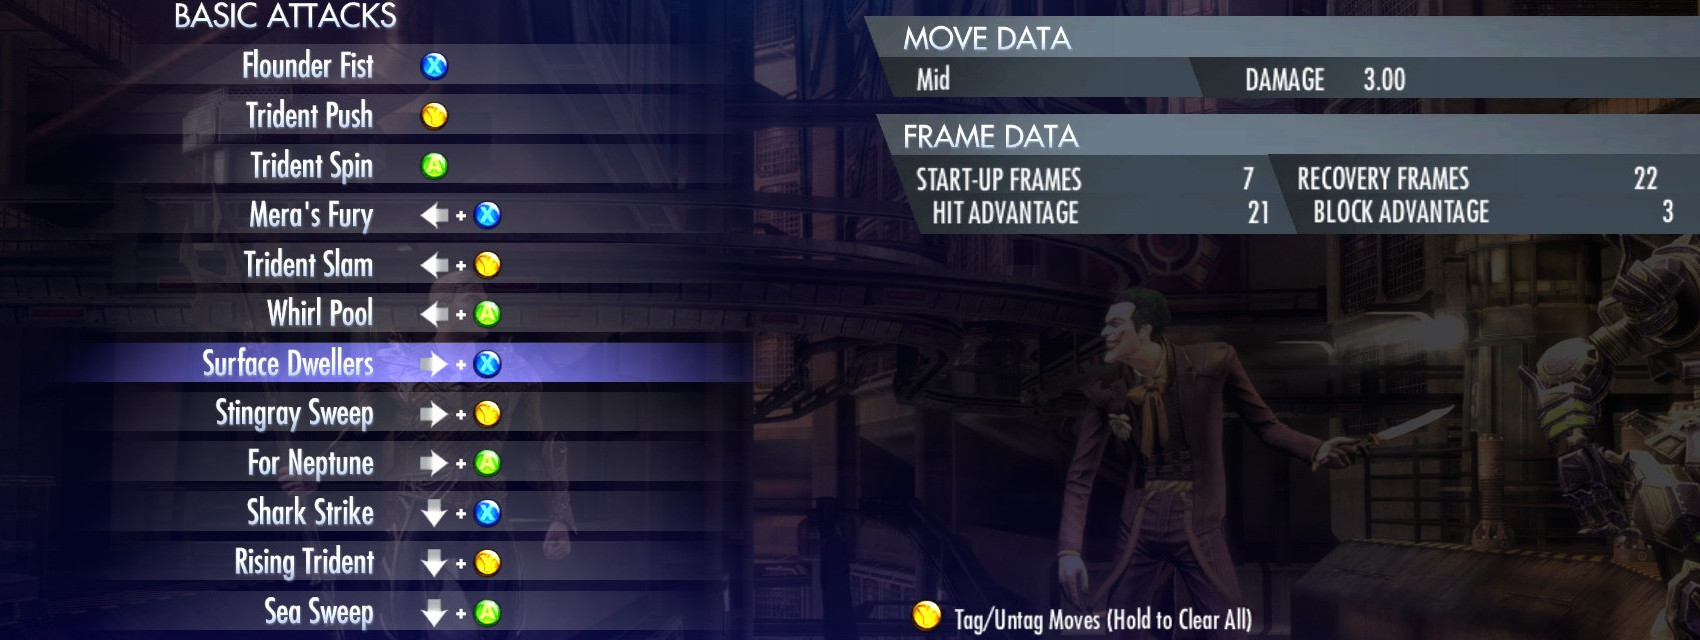 BASIC ATTACKS
Flounder Fist X
Trident Push Y
Trident Spin A
Mera's Fury + X
Trident Slam + Y
Whirl Pool + A
Surface Dwellers + X
Stingray Sweep + Y
For Neptune + A
Shark Strike + X
Rising Trident + Y
Sea Sweep + A
MOVE DATA
Mid DAMAGE 3.00
FRAME DATA
START-UP FRAMES 7 RECOVERY FRAMES 22
HIT ADVANTAGE 21 BLOCK ADVANTAGE 3
Y Tag/Untag Moves (Hold to Clear All)